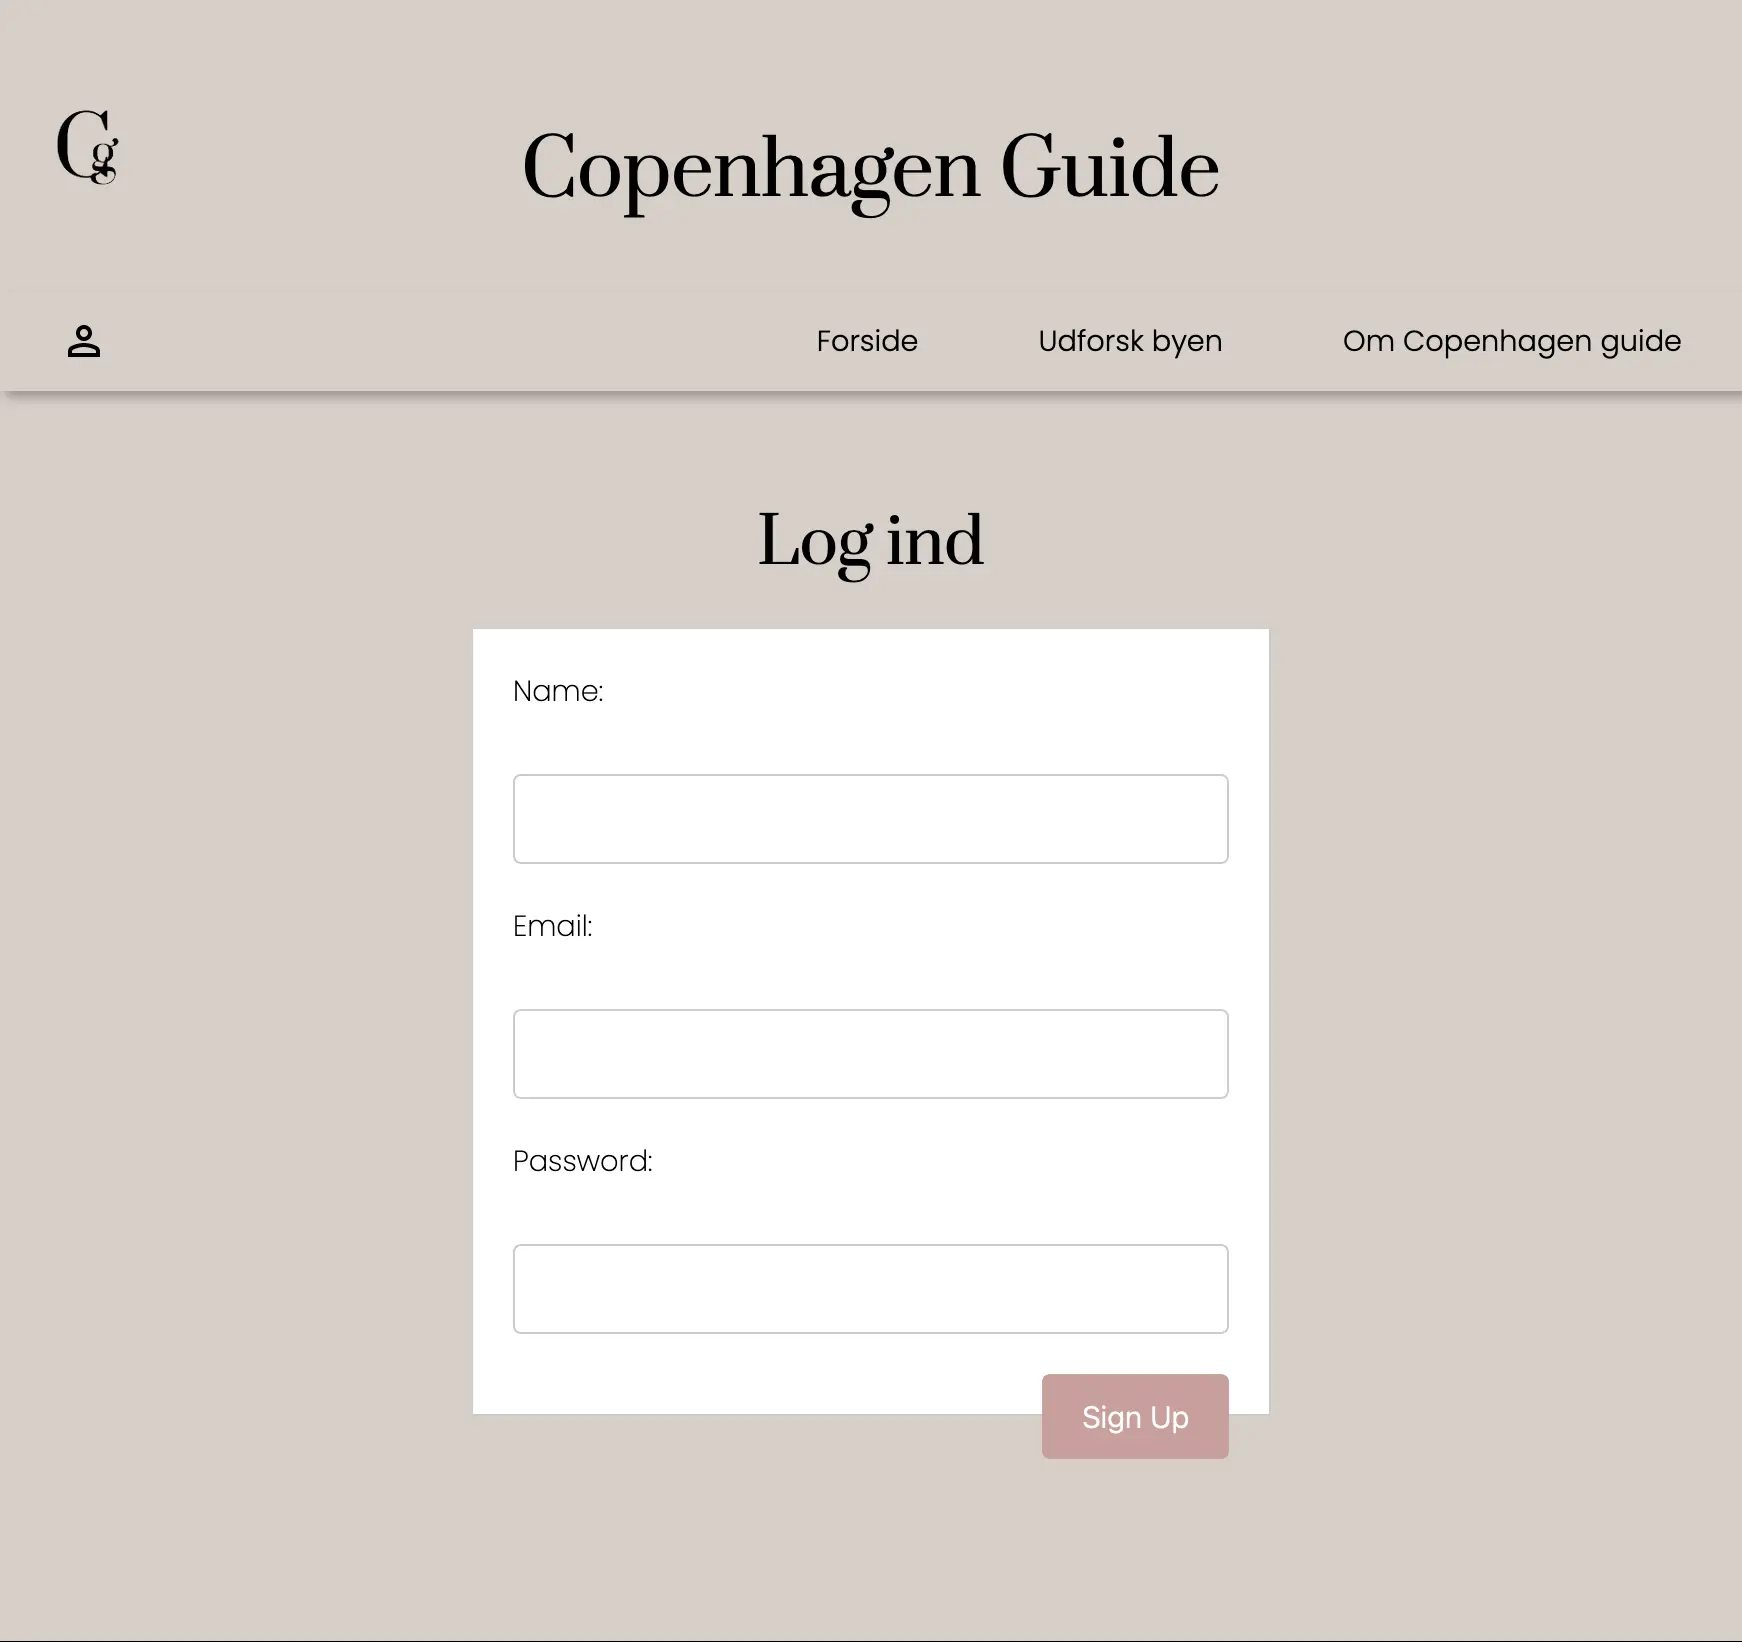 Cg
Copenhagen Guide
Forside Udforsk byen Om Copenhagen guide
Log ind
Name:
Email:
Password:
Sign Up